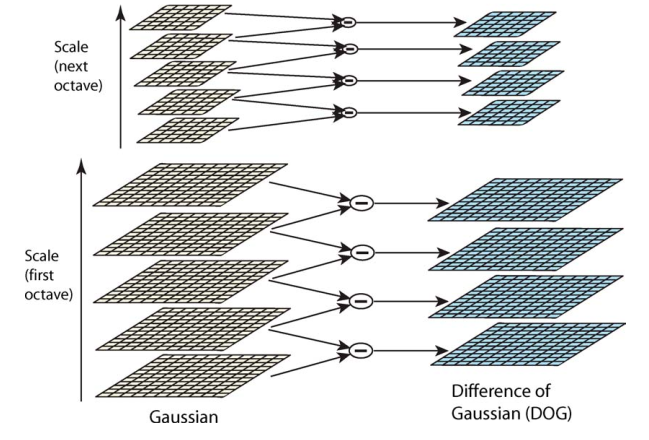 Scale
(next
octave)
Scale
(first
octave)
Gaussian
Difference of
Gaussian (DOG)